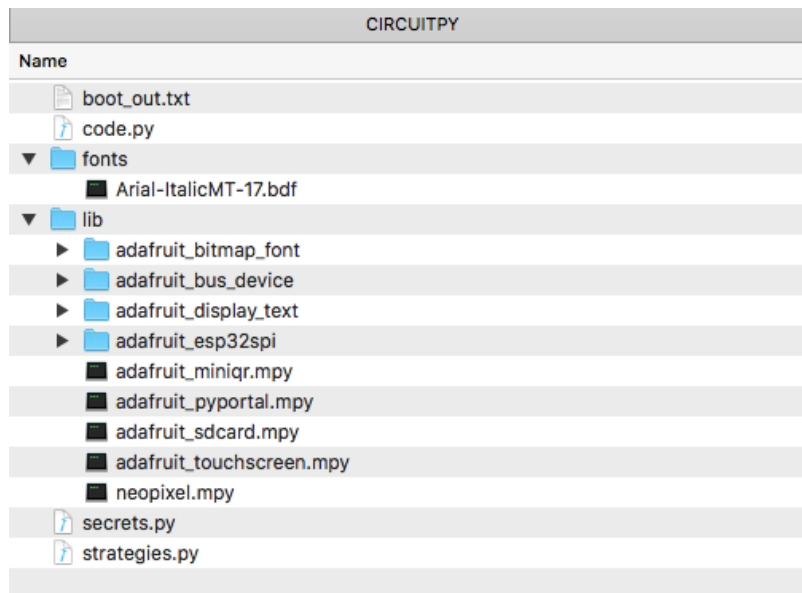 CIRCUITPY
Name
boot_out.txt
code.py
fonts
Arial-ItalicMT-17.bdf
lib
adafruit_bitmap_font
adafruit_bus_device
adafruit_display_text
adafruit_esp32spi
adafruit_miniqr.mpy
adafruit_pyportal.mpy
adafruit_sdcard.mpy
adafruit_touchscreen.mpy
neopixel.mpy
secrets.py
strategies.py